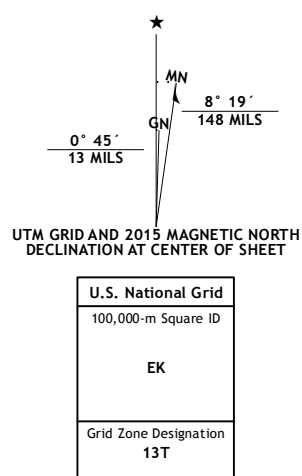 ★
MN
GN
8° 19´
148 MILS
0° 45´
13 MILS
UTM GRID AND 2015 MAGNETIC NORTH
DECLINATION AT CENTER OF SHEET
U.S. National Grid
100,000-m Square ID
EK
Grid Zone Designation
13T